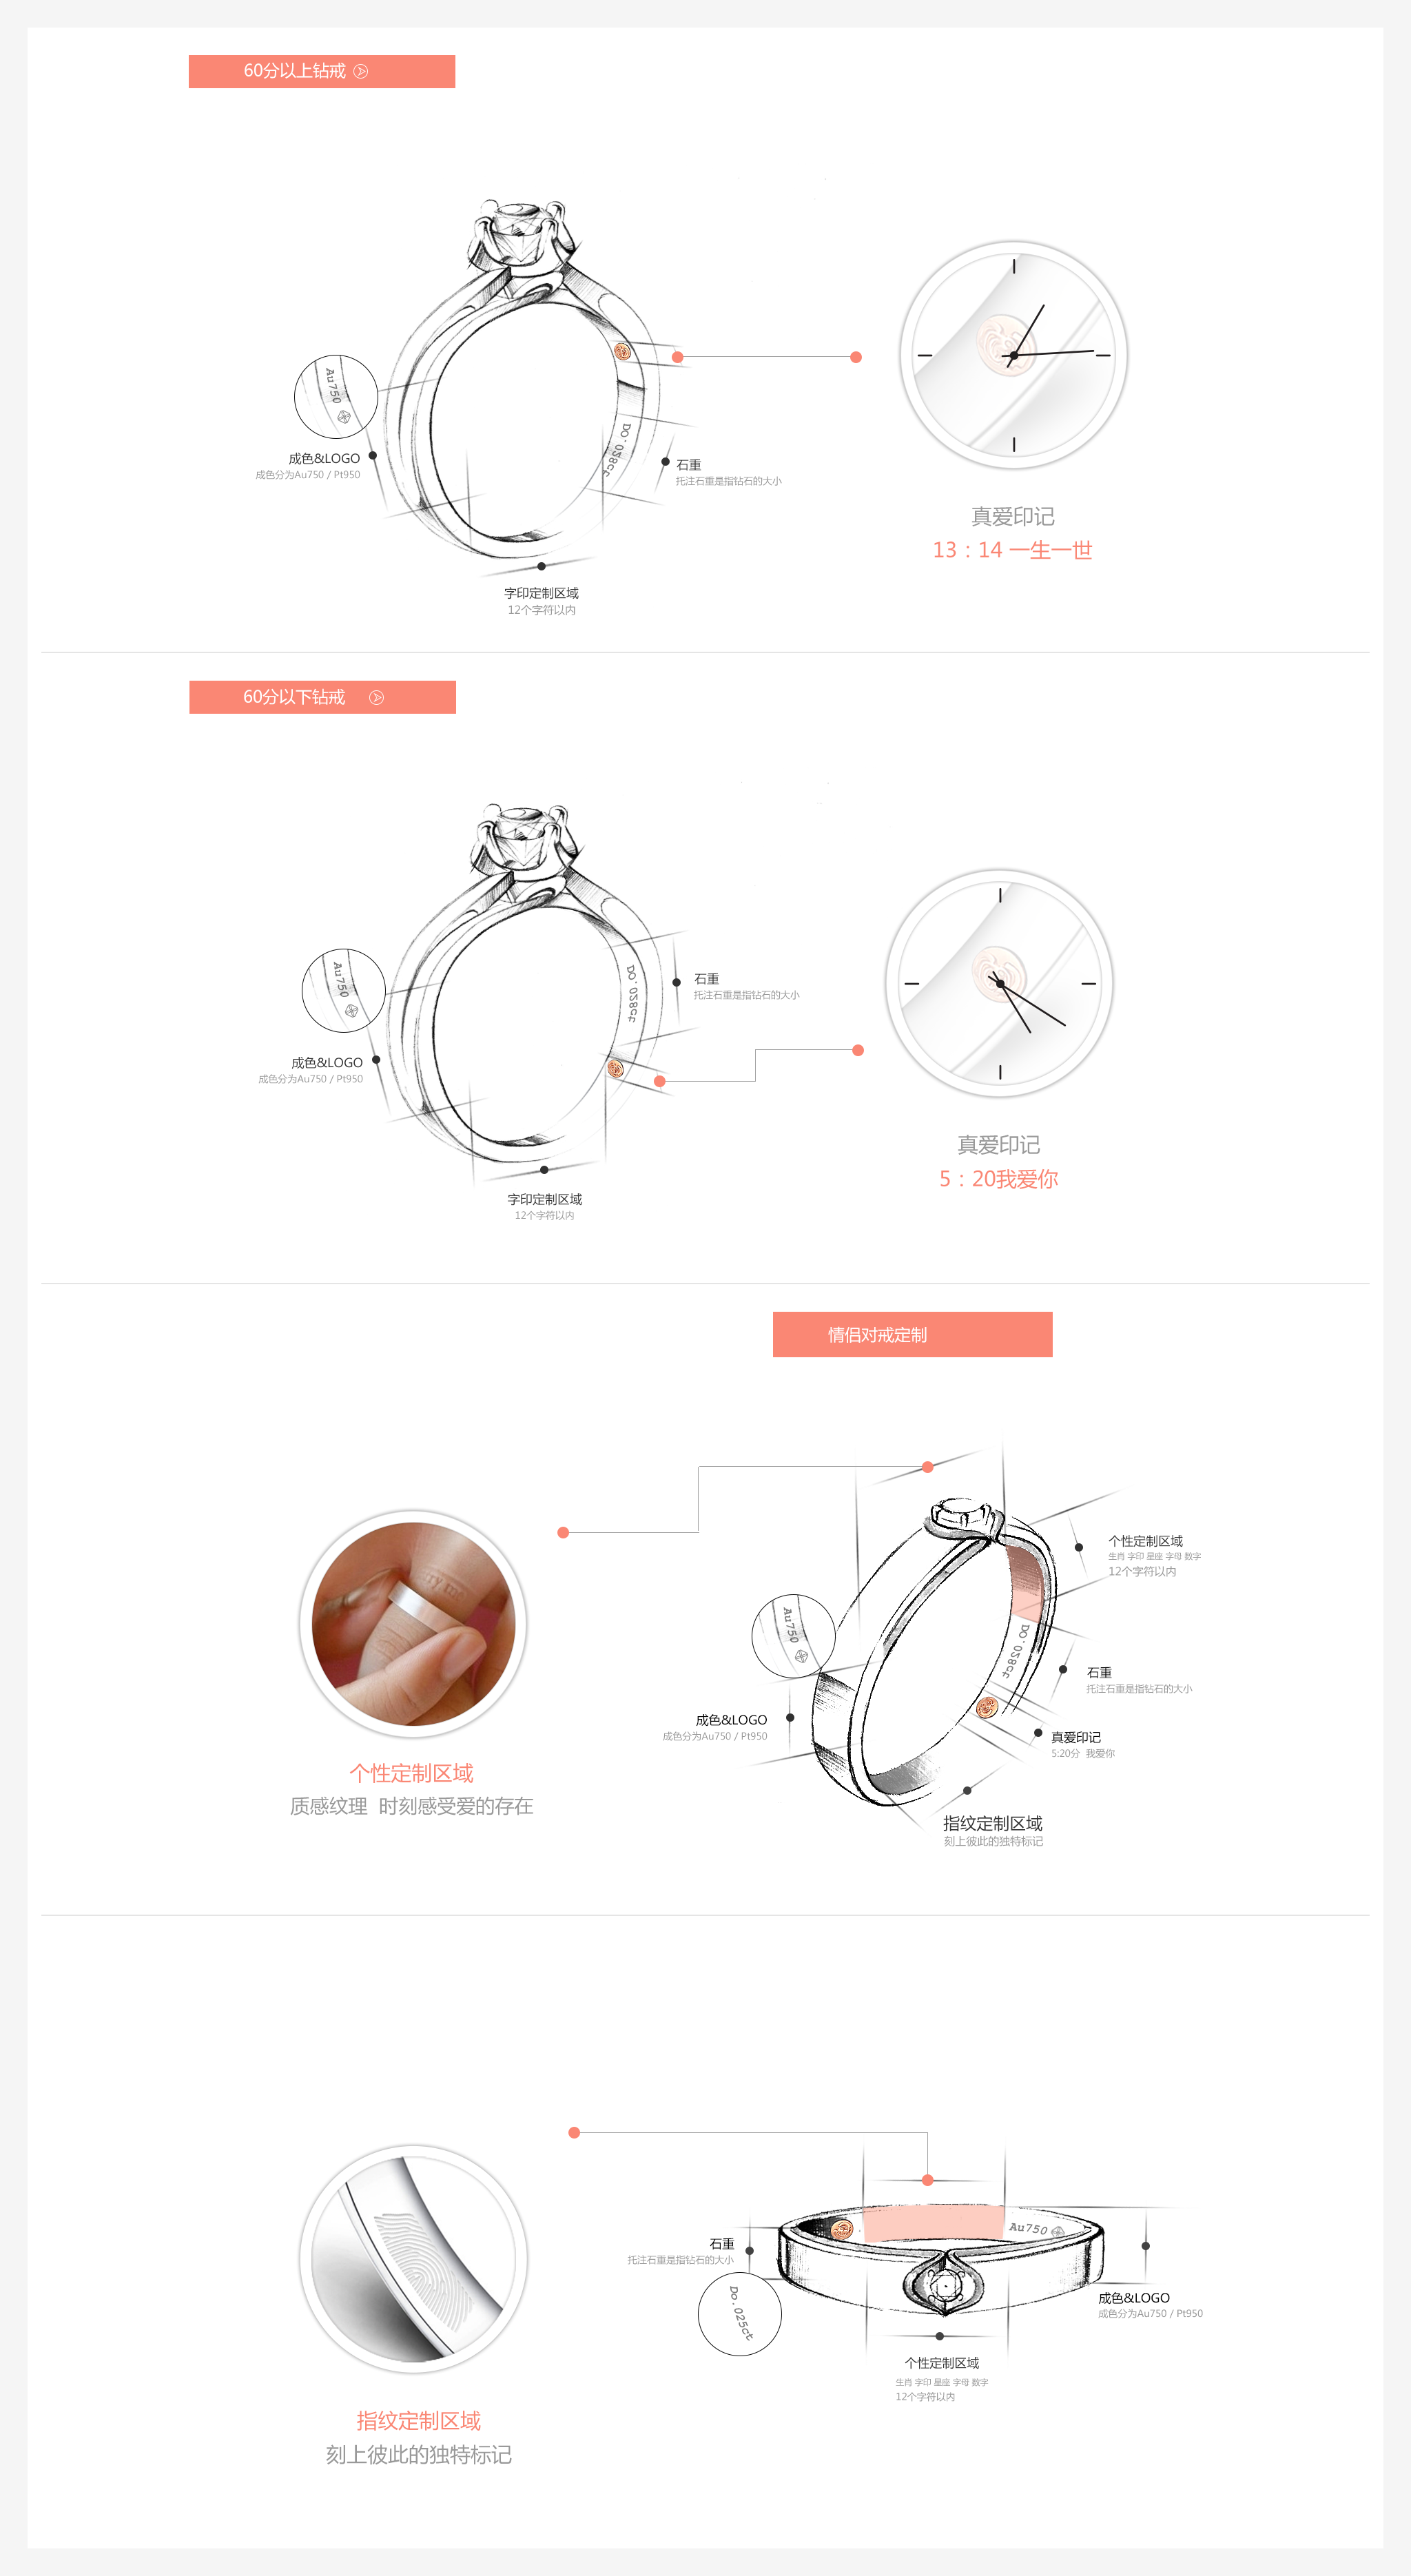 60分以上钻戒
Au750
成色&LOGO
成色分为Au750 / Pt950
DO.028cf
石重
托注石重是指钻石的大小
字印定制区域
12个字符以内
真爱印记
13：14 一生一世
60分以下钻戒
Au750
成色&LOGO
成色分为Au750 / Pt950
DO.028cf
石重
托注石重是指钻石的大小
字印定制区域
12个字符以内
真爱印记
5：20我爱你
情侣对戒定制
个性定制区域
质感纹理 时刻感受爱的存在
Au750
成色&LOGO
成色分为Au750 / Pt950
个性定制区域
生肖 字印 星座 字母 数字
12个字符以内
DO.028cf
石重
托注石重是指钻石的大小
真爱印记
5:20分 我爱你
指纹定制区域
刻上彼此的独特标记
指纹定制区域
刻上彼此的独特标记
石重
托注石重是指钻石的大小
Do.025ct
Au750
成色&LOGO
成色分为Au750 / Pt950
个性定制区域
生肖 字印 星座 字母 数字
12个字符以内